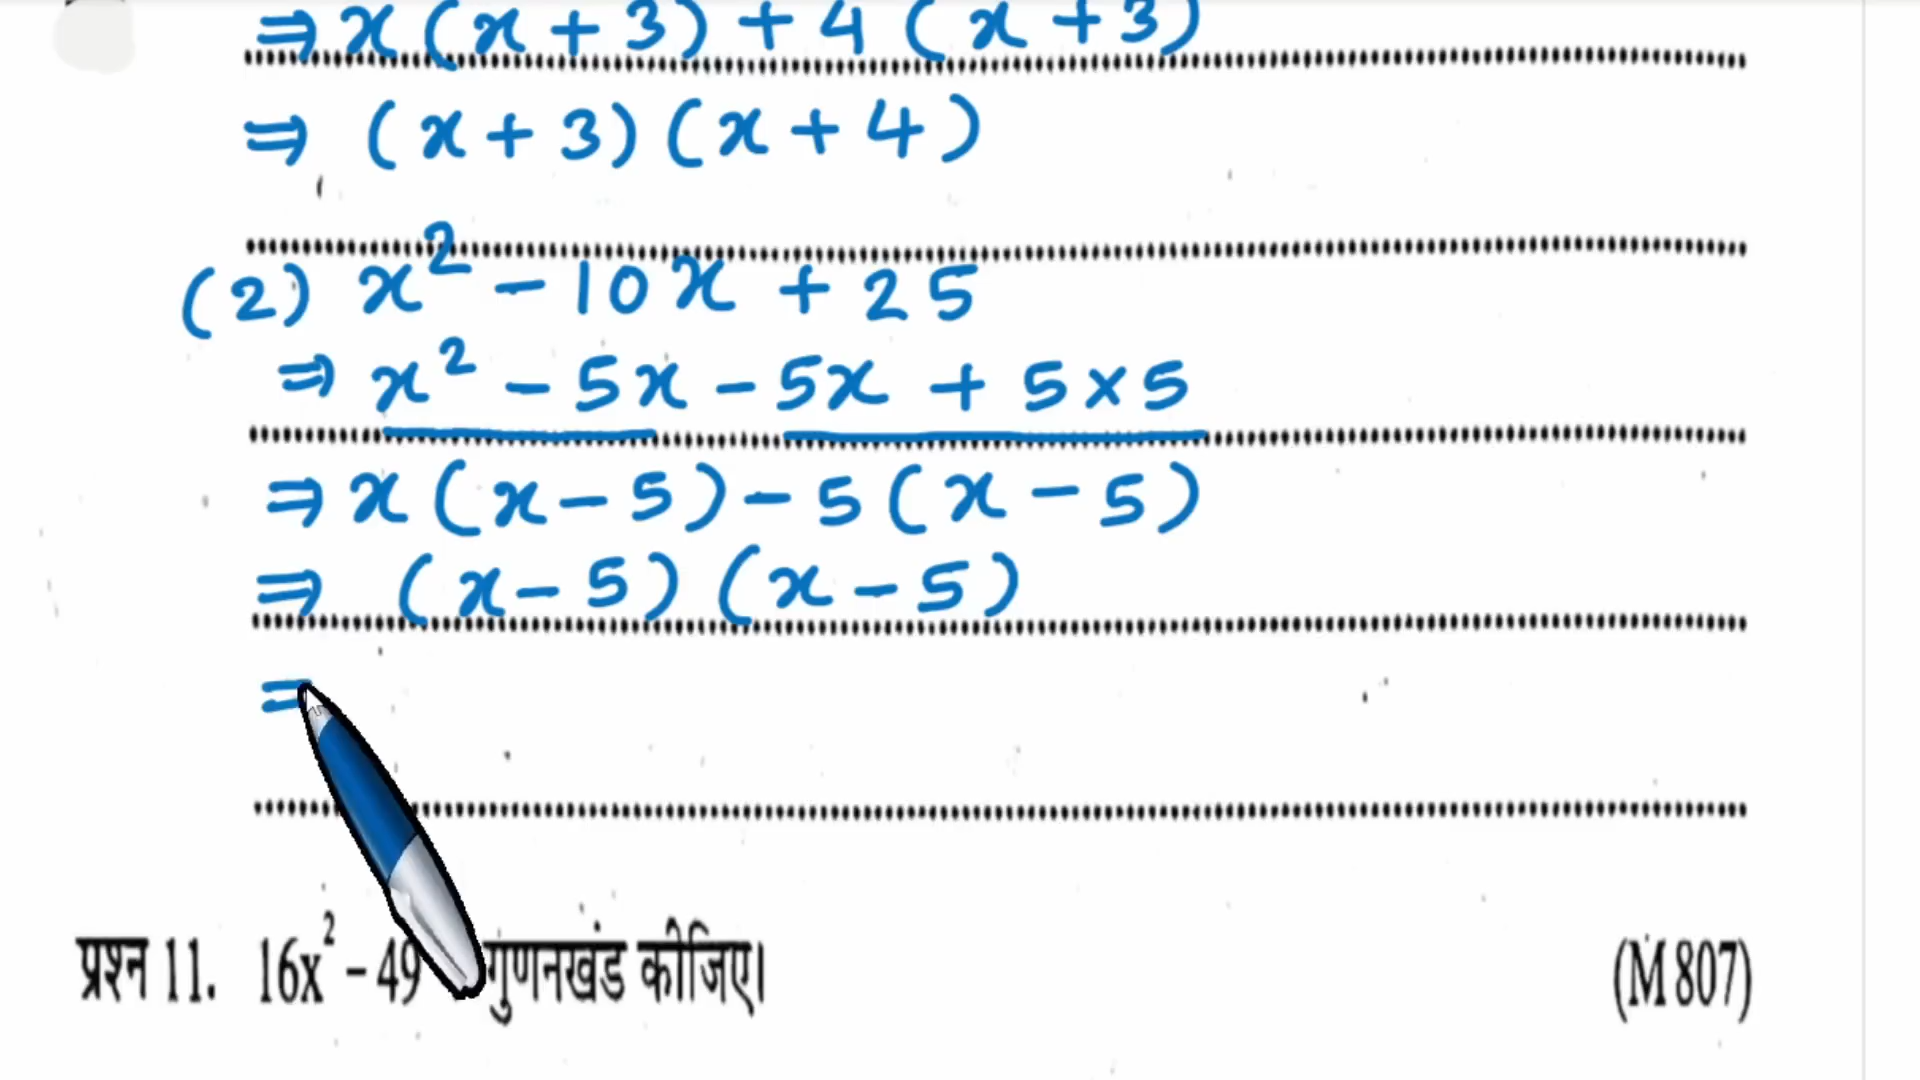 ⇒ x(x+3)+4(x+3)
⇒ (x+3)(x+4)
(2) x² - 10x + 25
⇒ x² - 5x - 5x + 5×5
⇒ x(x-5)-5(x-5)
⇒ (x-5)(x-5)
=
प्रश्न 11. 16x² – 49 गुणनखंड कीजिए। (M 807)